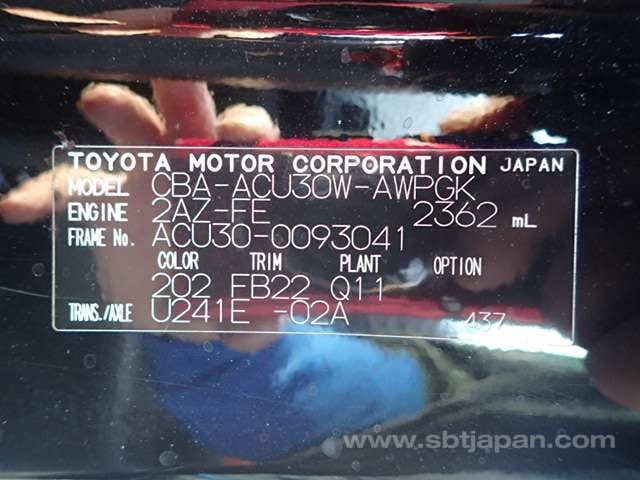 TOYOTA MOTOR CORPORATION JAPAN
MODEL CBA-ACU30W-AWPGK
ENGINE 2AZ-FE 2362 mL
FRAME No. ACU30-0093041
COLOR TRIM PLANT OPTION
202 FB22 Q11
TRANS./AXLE U241E -02A 437
www.sbtjapan.com